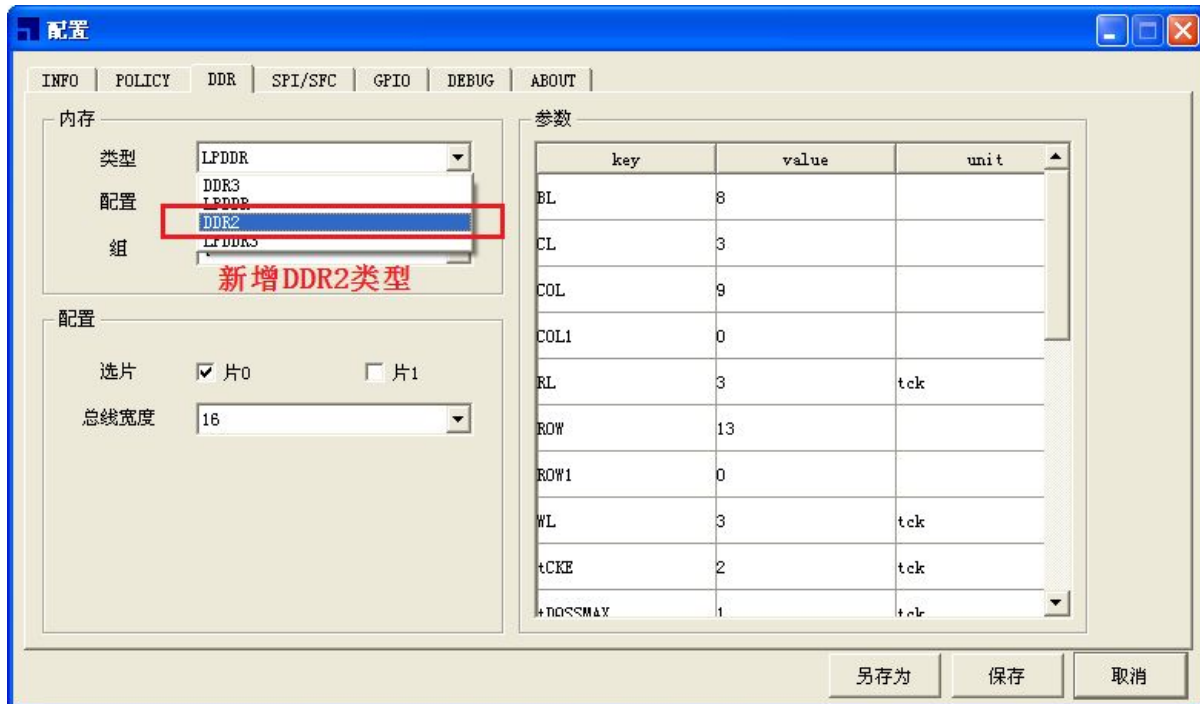 配置
INFO POLICY DDR SPI/SFC GPIO DEBUG ABOUT
内存
类型 LPDDR
DDR3
配置 LPDDR
DDR2
组 LPDDR3
新增DDR2类型
配置
选片 片0 片1
总线宽度 16
参数
key value unit
BL 8
CL 3
COL 9
COL1 0
RL 3 tck
ROW 13
ROW1 0
WL 3 tck
tCKE 2 tck
tDQSSMAX 1 tck
另存为 保存 取消